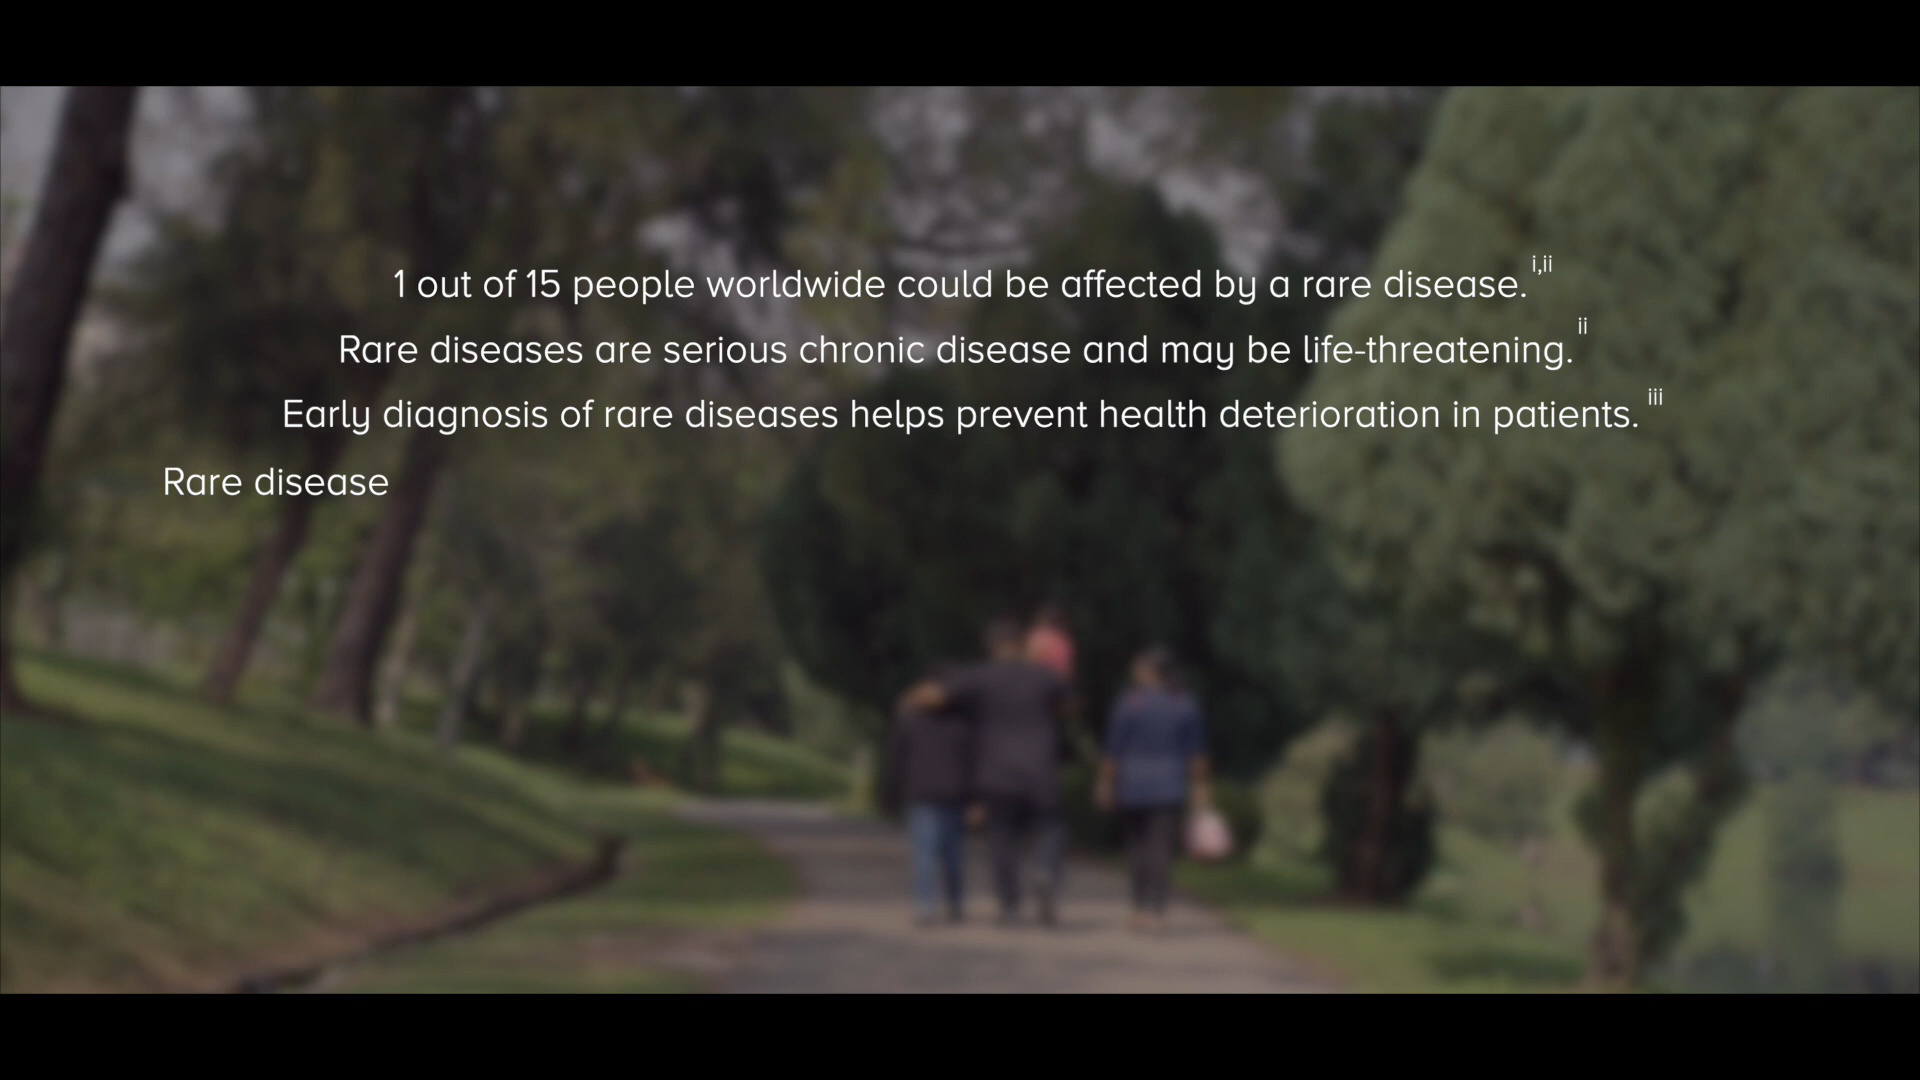 1 out of 15 people worldwide could be affected by a rare disease. i,ii
Rare diseases are serious chronic disease and may be life-threatening. ii
Early diagnosis of rare diseases helps prevent health deterioration in patients. iii
Rare disease